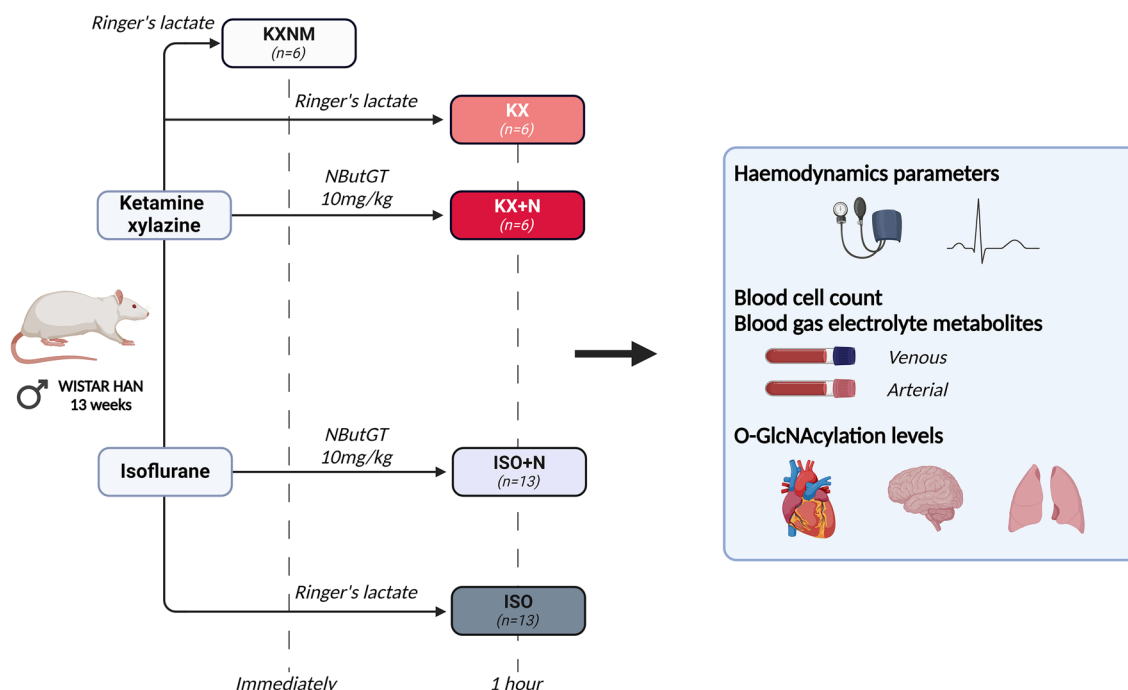 Ringer's lactate
KXNM
(n=6)
Ringer's lactate
KX
(n=6)
NButGT
10mg/kg
KX+N
(n=6)
Ketamine
xylazine
WISTAR HAN
13 weeks
Isoflurane
NButGT
10mg/kg
ISO+N
(n=13)
Ringer's lactate
ISO
(n=13)
Immediately
1 hour
Haemodynamics parameters
Blood cell count
Blood gas electrolyte metabolites
Venous
Arterial
O-GlcNAcylation levels